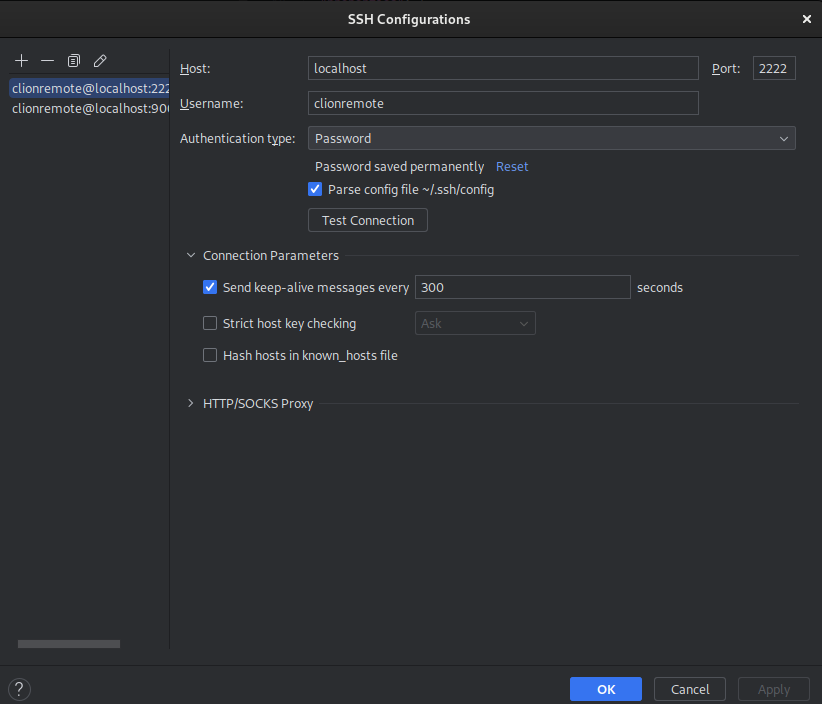 SSH Configurations
clionremote@localhost:222
clionremote@localhost:900
Host:
localhost
Port:
2222
Username:
clionremote
Authentication type:
Password
Password saved permanently Reset
Parse config file ~/.ssh/config
Test Connection
Connection Parameters
Send keep-alive messages every 300 seconds
Strict host key checking Ask
Hash hosts in known_hosts file
HTTP/SOCKS Proxy
? OK Cancel Apply